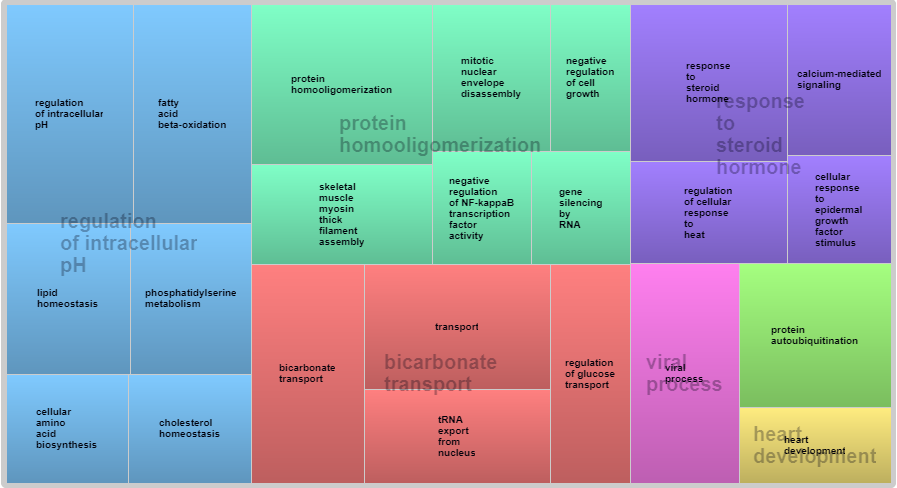 regulation
of intracellular
pH
fatty
acid
beta-oxidation
regulation
of intracellular
pH
lipid
homeostasis
phosphatidylserine
metabolism
cellular
amino
acid
biosynthesis
cholesterol
homeostasis
protein
homooligomerization
mitotic
nuclear
envelope
disassembly
negative
regulation
of cell
growth
protein
homooligomerization
skeletal
muscle
myosin
thick
filament
assembly
negative
regulation
of NF-kappaB
transcription
factor
activity
gene
silencing
by
RNA
response
to
steroid
hormone
calcium-mediated
signaling
response
to
steroid
hormone
regulation
of cellular
response
to
heat
cellular
response
to
epidermal
growth
factor
stimulus
bicarbonate
transport
transport
bicarbonate
transport
tRNA
export
from
nucleus
regulation
of glucose
transport
viral
process
viral
process
protein
autoubiquitination
heart
development
heart
development